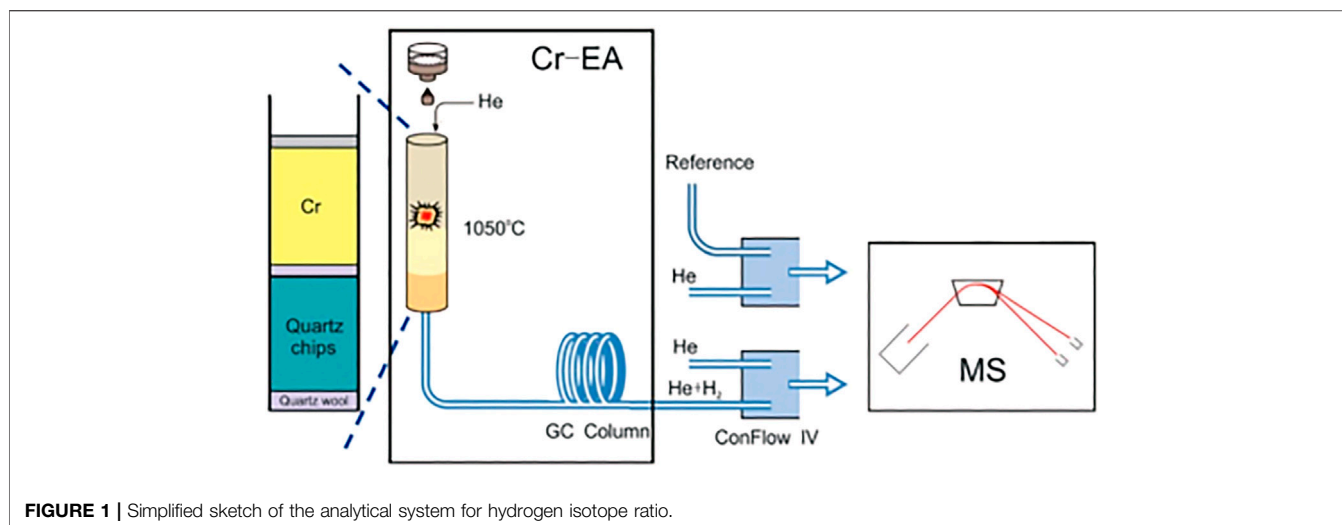 Cr-EA
He
1050°C
Cr
Quartz
chips
Quartz wool
Reference
He
He
He+H₂
GC Column
ConFlow IV
MS
FIGURE 1 | Simplified sketch of the analytical system for hydrogen isotope ratio.